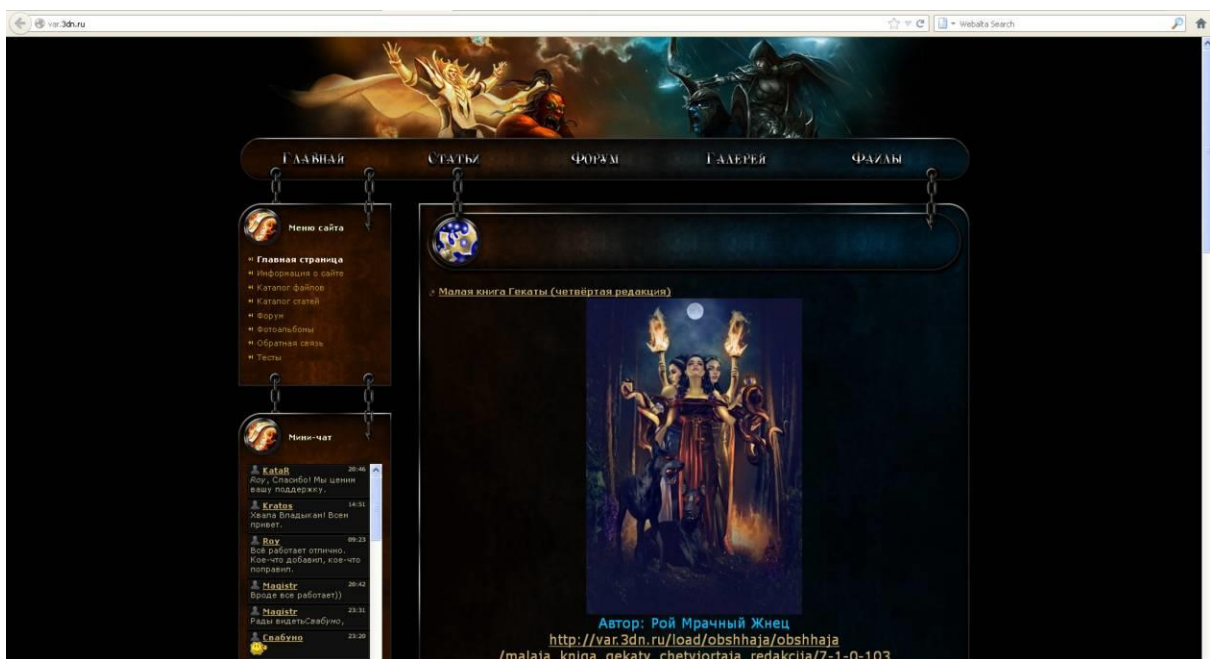 var.3dn.ru
Webalta Search
Главная Статьи Форум Галерея Файлы
Меню сайта
Главная страница
Информация о сайте
Каталог файлов
Каталог статей
Форум
Фотоальбомы
Обратная связь
Тесты
Мини-чат
KataR 20:46
Roy, Спасибо! Мы ценим
вашу поддержку.
Kratos 14:51
Хвала Владыкам! Всем
привет.
Roy 09:23
Всё работает отлично.
Кое-что добавил, кое-что
поправил.
Magistr 20:42
Вроде все работает))
Magistr 23:31
Рады видетьСвабуно,
Свабуно 23:20
Малая книга Гекаты (четвёртая редакция)
Автор: Рой Мрачный Жнец
http://var.3dn.ru/load/obshhaja/obshhaja
/malaja_kniga_gekaty_chetvjortaja_redakcija/7-1-0-103